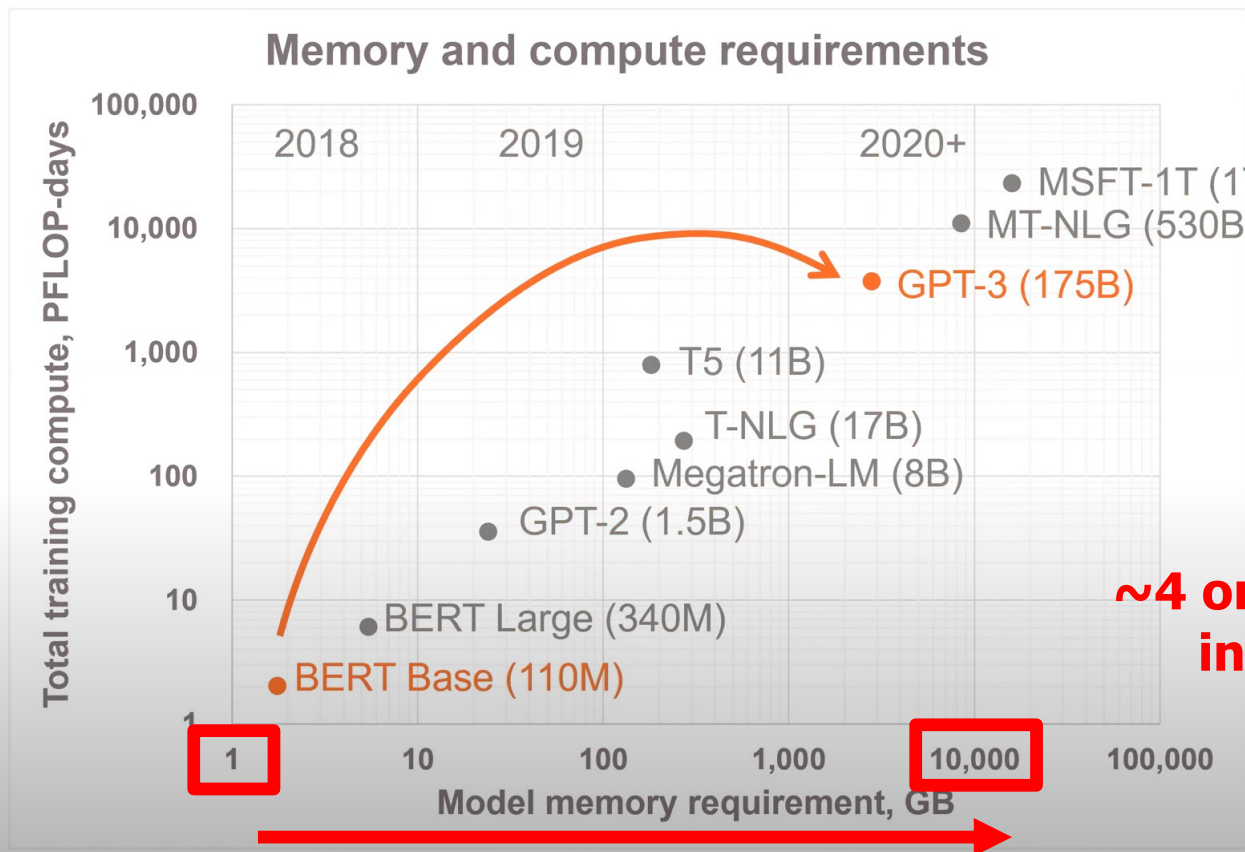 Memory and compute requirements
100,000
2018
2019
2020+
MSFT-1T (1T
10,000
MT-NLG (530B
GPT-3 (175B)
1,000
T5 (11B)
T-NLG (17B)
100
Megatron-LM (8B)
GPT-2 (1.5B)
10
~4 or
BERT Large (340M)
in
BERT Base (110M)
1
1 10 100 1,000 10,000 100,000
Model memory requirement, GB
Total training compute, PFLOP-days